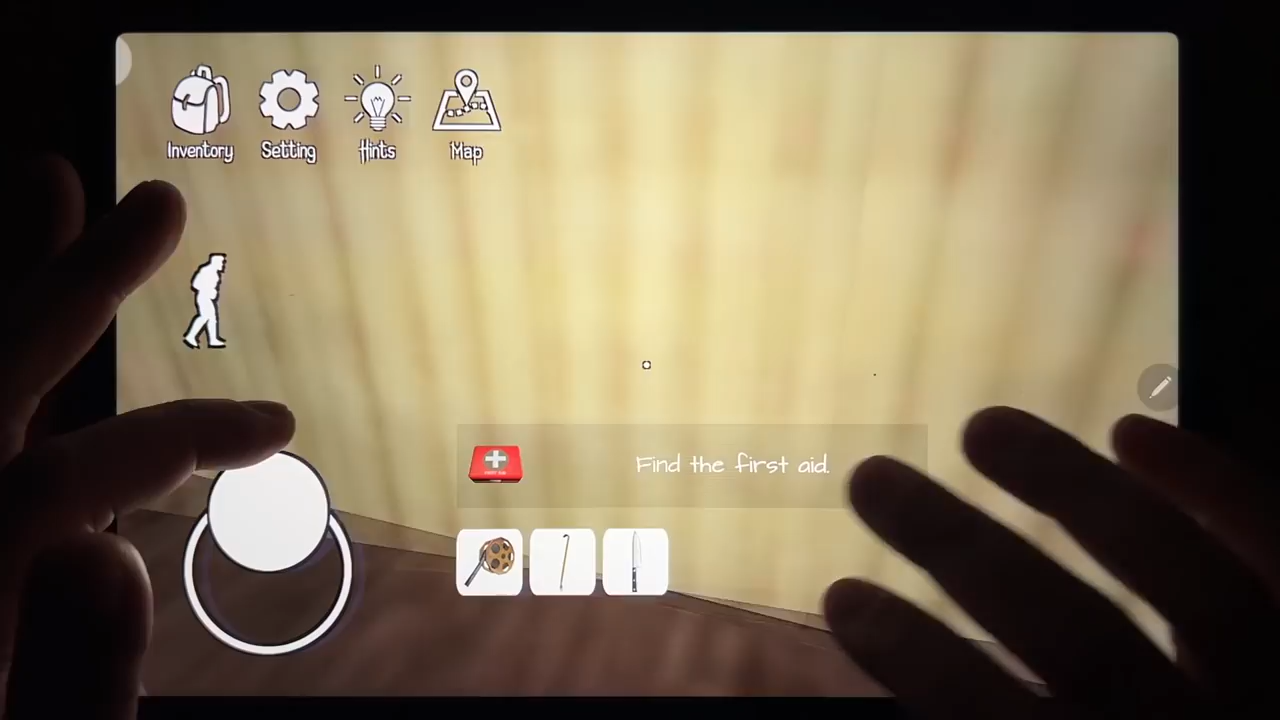 Inventory
Setting
Hints
Map
Find the first aid.